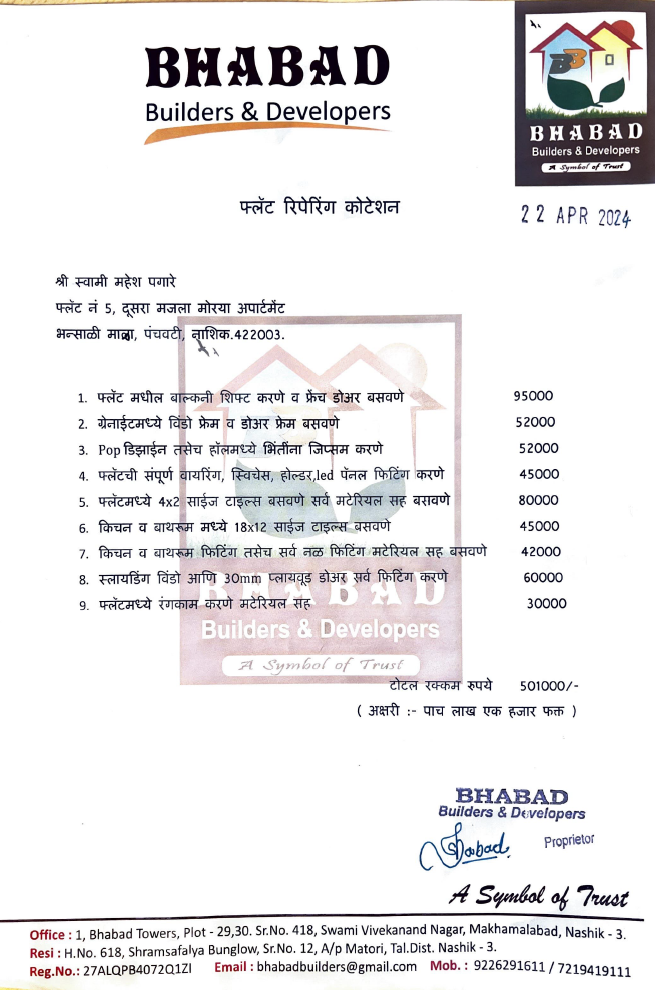 BHABAD
Builders & Developers
BB
BHABAD
Builders & Developers
A Symbol of Trust
फ्लॅट रिपेरिंग कोटेशन
22 APR 2024
श्री स्वामी महेश पगारे
फ्लॅट नं 5, दूसरा मजला मोरया अपार्टमेंट
भन्साळी माळा, पंचवटी, नाशिक.422003.
1. फ्लॅट मधील बाल्कनी शिफ्ट करणे व फ्रेंच डोअर बसवणे 95000
2. ग्रेनाईटमध्ये विंडो फ्रेम व डोअर फ्रेम बसवणे 52000
3. Pop डिझाईन तसेच हॉलमध्ये भिंतींना जिप्सम करणे 52000
4. फ्लॅटची संपूर्ण वायरिंग, स्विचेस, होल्डर,led पॅनल फिटिंग करणे 45000
5. फ्लॅटमध्ये 4x2 साईज टाइल्स बसवणे सर्व मटेरियल सह बसवणे 80000
6. किचन व बाथरूम मध्ये 18x12 साईज टाइल्स बसवणे 45000
7. किचन व बाथरूम फिटिंग तसेच सर्व नळ फिटिंग मटेरियल सह बसवणे 42000
8. स्लायडिंग विंडो आणि 30mm प्लायवूड डोअर सर्व फिटिंग करणे 60000
9. फ्लॅटमध्ये रंगकाम करणे मटेरियल सह 30000
BHABAD
Builders & Developers
A Symbol of Trust
टोटल रक्कम रुपये 501000/-
( अक्षरी :- पाच लाख एक हजार फक्त )
BHABAD
Builders & Developers
Bhabad.
Proprietor
A Symbol of Trust
Office : 1, Bhabad Towers, Plot - 29,30. Sr.No. 418, Swami Vivekanand Nagar, Makhamalabad, Nashik - 3.
Resi : H.No. 618, Shramsafalya Bunglow, Sr.No. 12, A/p Matori, Tal.Dist. Nashik - 3.
Reg.No.: 27ALQPB4072Q1ZI Email : bhabadbuilders@gmail.com Mob. : 9226291611 / 7219419111